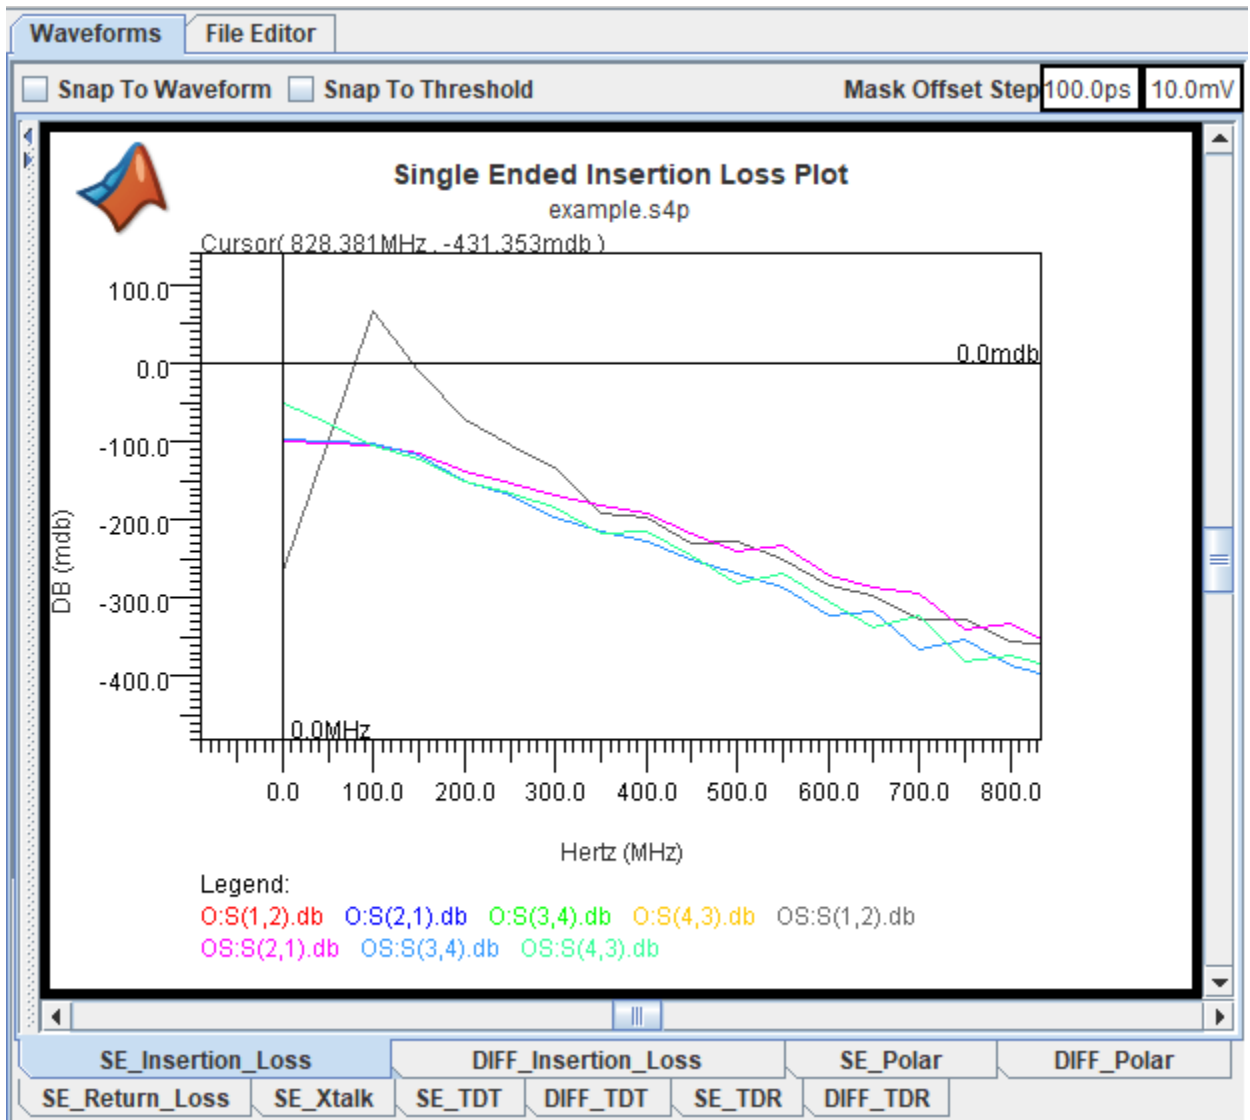 Waveforms File Editor
Snap To Waveform Snap To Threshold Mask Offset Step 100.0ps 10.0mV
Single Ended Insertion Loss Plot
example.s4p
Cursor( 828.381MHz , -431.353mdb )
100.0
0.0mdb
0.0
-100.0
-200.0
DB (mdb)
-300.0
-400.0
0.0MHz
0.0 100.0 200.0 300.0 400.0 500.0 600.0 700.0 800.0
Hertz (MHz)
Legend:
O:S(1,2).db O:S(2,1).db O:S(3,4).db O:S(4,3).db OS:S(1,2).db
OS:S(2,1).db OS:S(3,4).db OS:S(4,3).db
SE_Insertion_Loss DIFF_Insertion_Loss SE_Polar DIFF_Polar
SE_Return_Loss SE_Xtalk SE_TDT DIFF_TDT SE_TDR DIFF_TDR